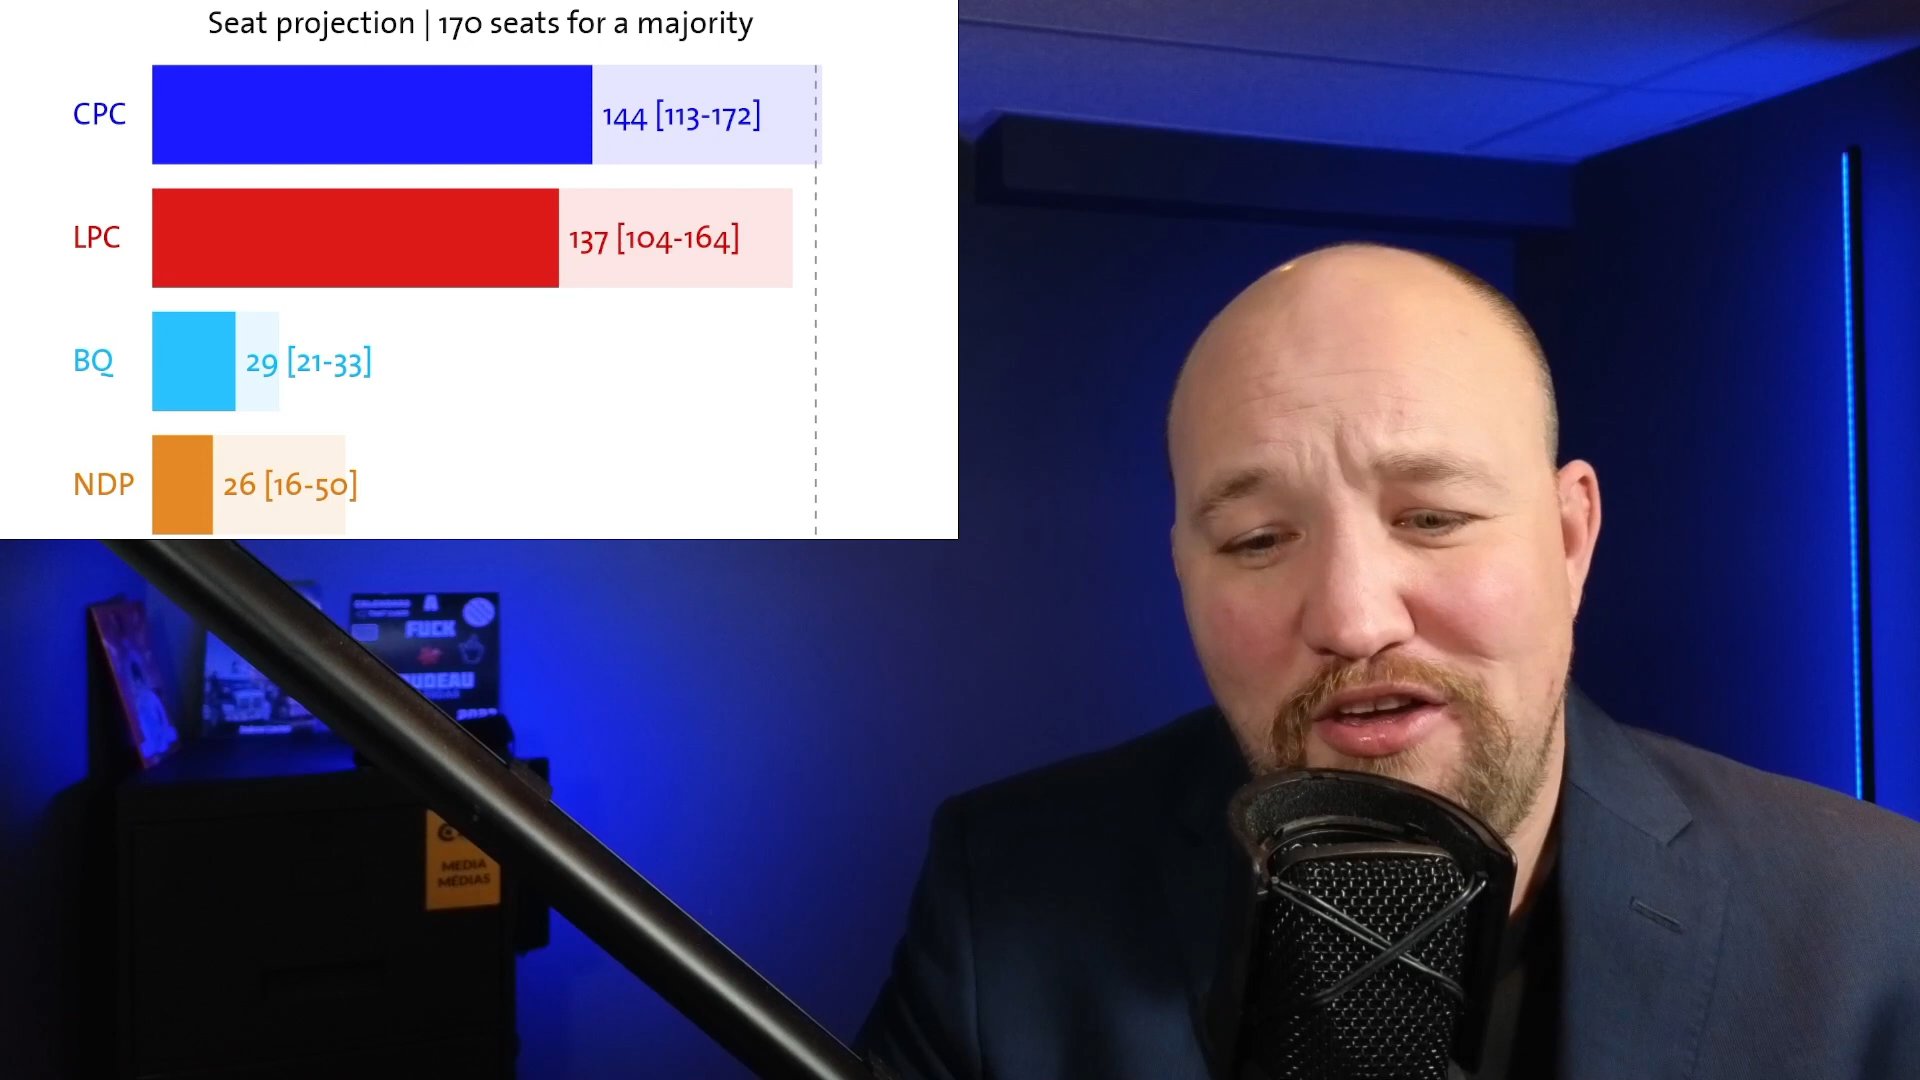 Seat projection | 170 seats for a majority
CPC 144 [113-172]
LPC 137 [104-164]
BQ 29 [21-33]
NDP 26 [16-50]
A
FUCK
UDEAU
MEDIA
MÉDIAS